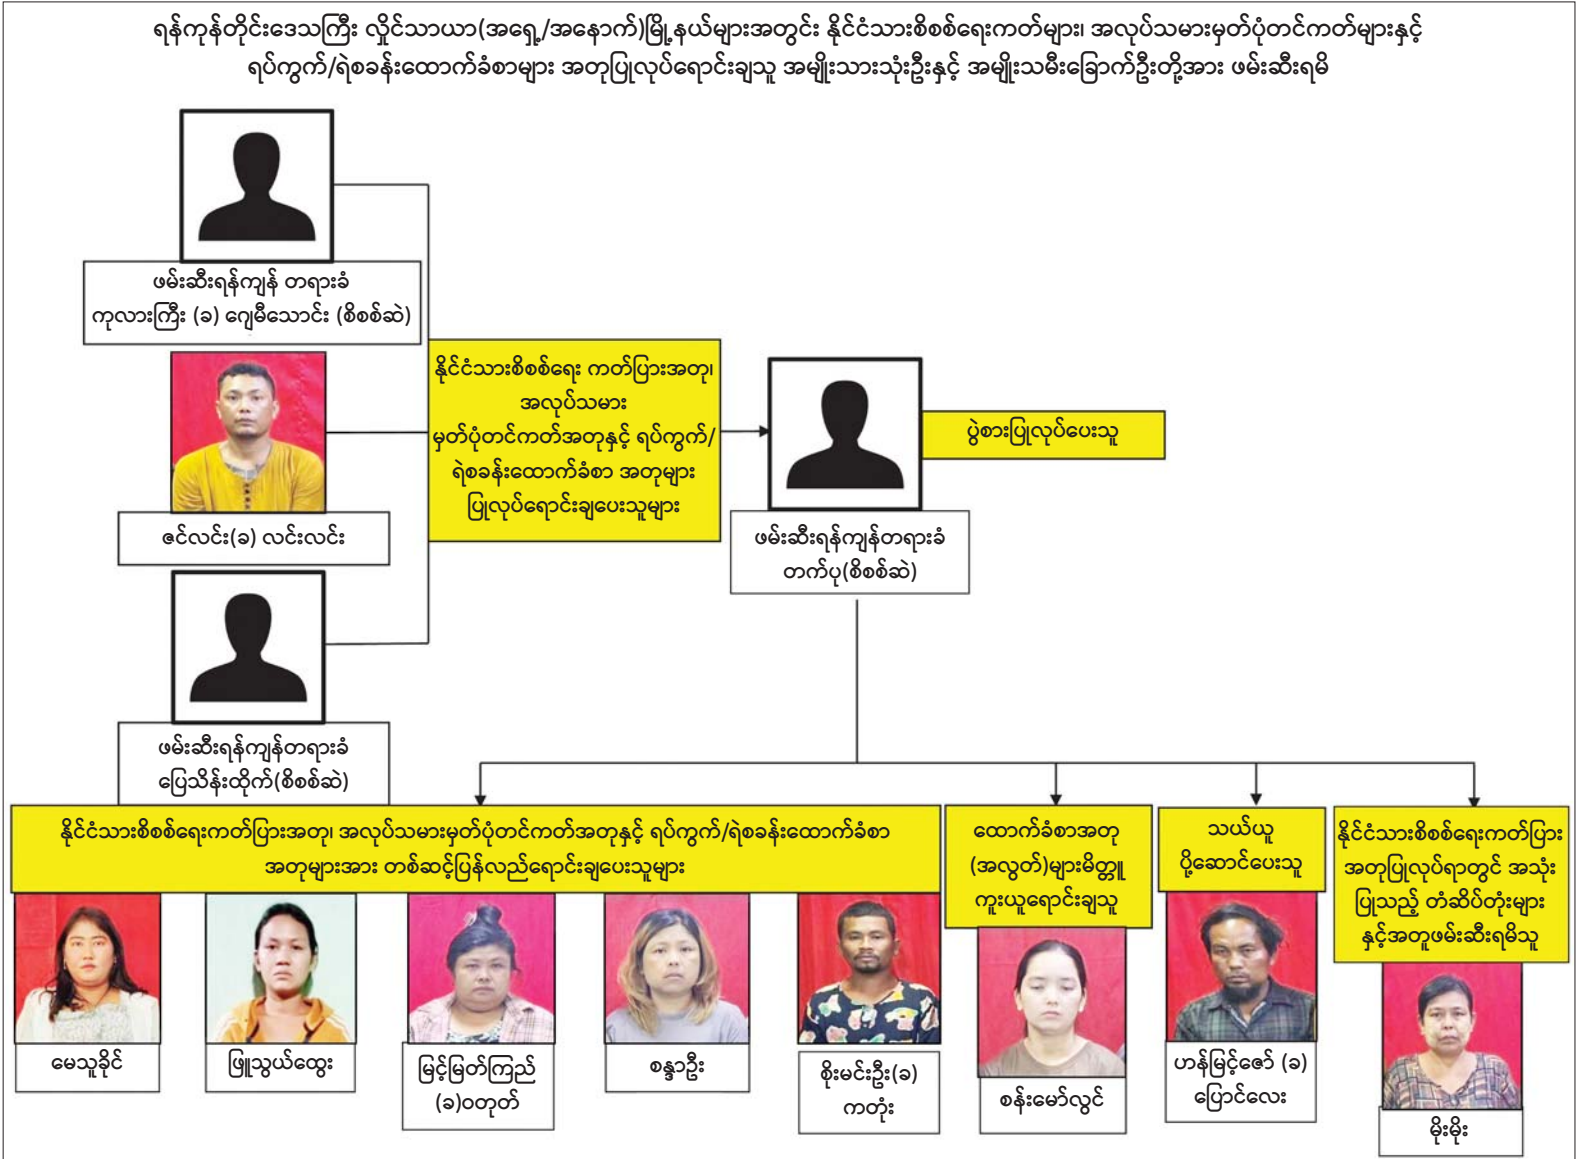 ရန်ကုန်တိုင်းဒေသကြီး လှိုင်သာယာ(အရှေ့/အနောက်)မြို့နယ်များအတွင်း နိုင်ငံသားစိစစ်ရေးကတ်များ၊ အလုပ်သမားမှတ်ပုံတင်ကတ်များနှင့်
ရပ်ကွက်/ရဲစခန်းထောက်ခံစာများ အတုပြုလုပ်ရောင်းချသူ အမျိုးသားသုံးဦးနှင့် အမျိုးသမီးခြောက်ဦးတို့အား ဖမ်းဆီးရမိ
ဖမ်းဆီးရန်ကျန် တရားခံ
ကုလားကြီး (ခ) ဂျေမီသောင်း (စိစစ်ဆဲ)
ဇင်လင်း(ခ) လင်းလင်း
ဖမ်းဆီးရန်ကျန်တရားခံ
ပြေသိန်းထိုက်(စိစစ်ဆဲ)
နိုင်ငံသားစိစစ်ရေး ကတ်ပြားအတု၊
အလုပ်သမား
မှတ်ပုံတင်ကတ်အတုနှင့် ရပ်ကွက်/
ရဲစခန်းထောက်ခံစာ အတုများ
ပြုလုပ်ရောင်းချပေးသူများ
ပွဲစားပြုလုပ်ပေးသူ
ဖမ်းဆီးရန်ကျန်တရားခံ
တက်ပု(စိစစ်ဆဲ)
နိုင်ငံသားစိစစ်ရေးကတ်ပြားအတု၊ အလုပ်သမားမှတ်ပုံတင်ကတ်အတုနှင့် ရပ်ကွက်/ရဲစခန်းထောက်ခံစာ
အတုများအား တစ်ဆင့်ပြန်လည်ရောင်းချပေးသူများ
မေသူခိုင်
ဖြူသွယ်ထွေး
မြင့်မြတ်ကြည်
(ခ)ဝတုတ်
စန္ဒာဦး
စိုးမင်းဦး(ခ)
ကတုံး
ထောက်ခံစာအတု
(အလွတ်)များမိတ္တူ
ကူးယူရောင်းချသူ
စန်းမော်လွင်
သယ်ယူ
ပို့ဆောင်ပေးသူ
ဟန်မြင့်ဇော် (ခ)
ပြောင်လေး
နိုင်ငံသားစိစစ်ရေးကတ်ပြား
အတုပြုလုပ်ရာတွင် အသုံး
ပြုသည့် တံဆိပ်တုံးများ
နှင့်အတူဖမ်းဆီးရမိသူ
မိုးမိုး